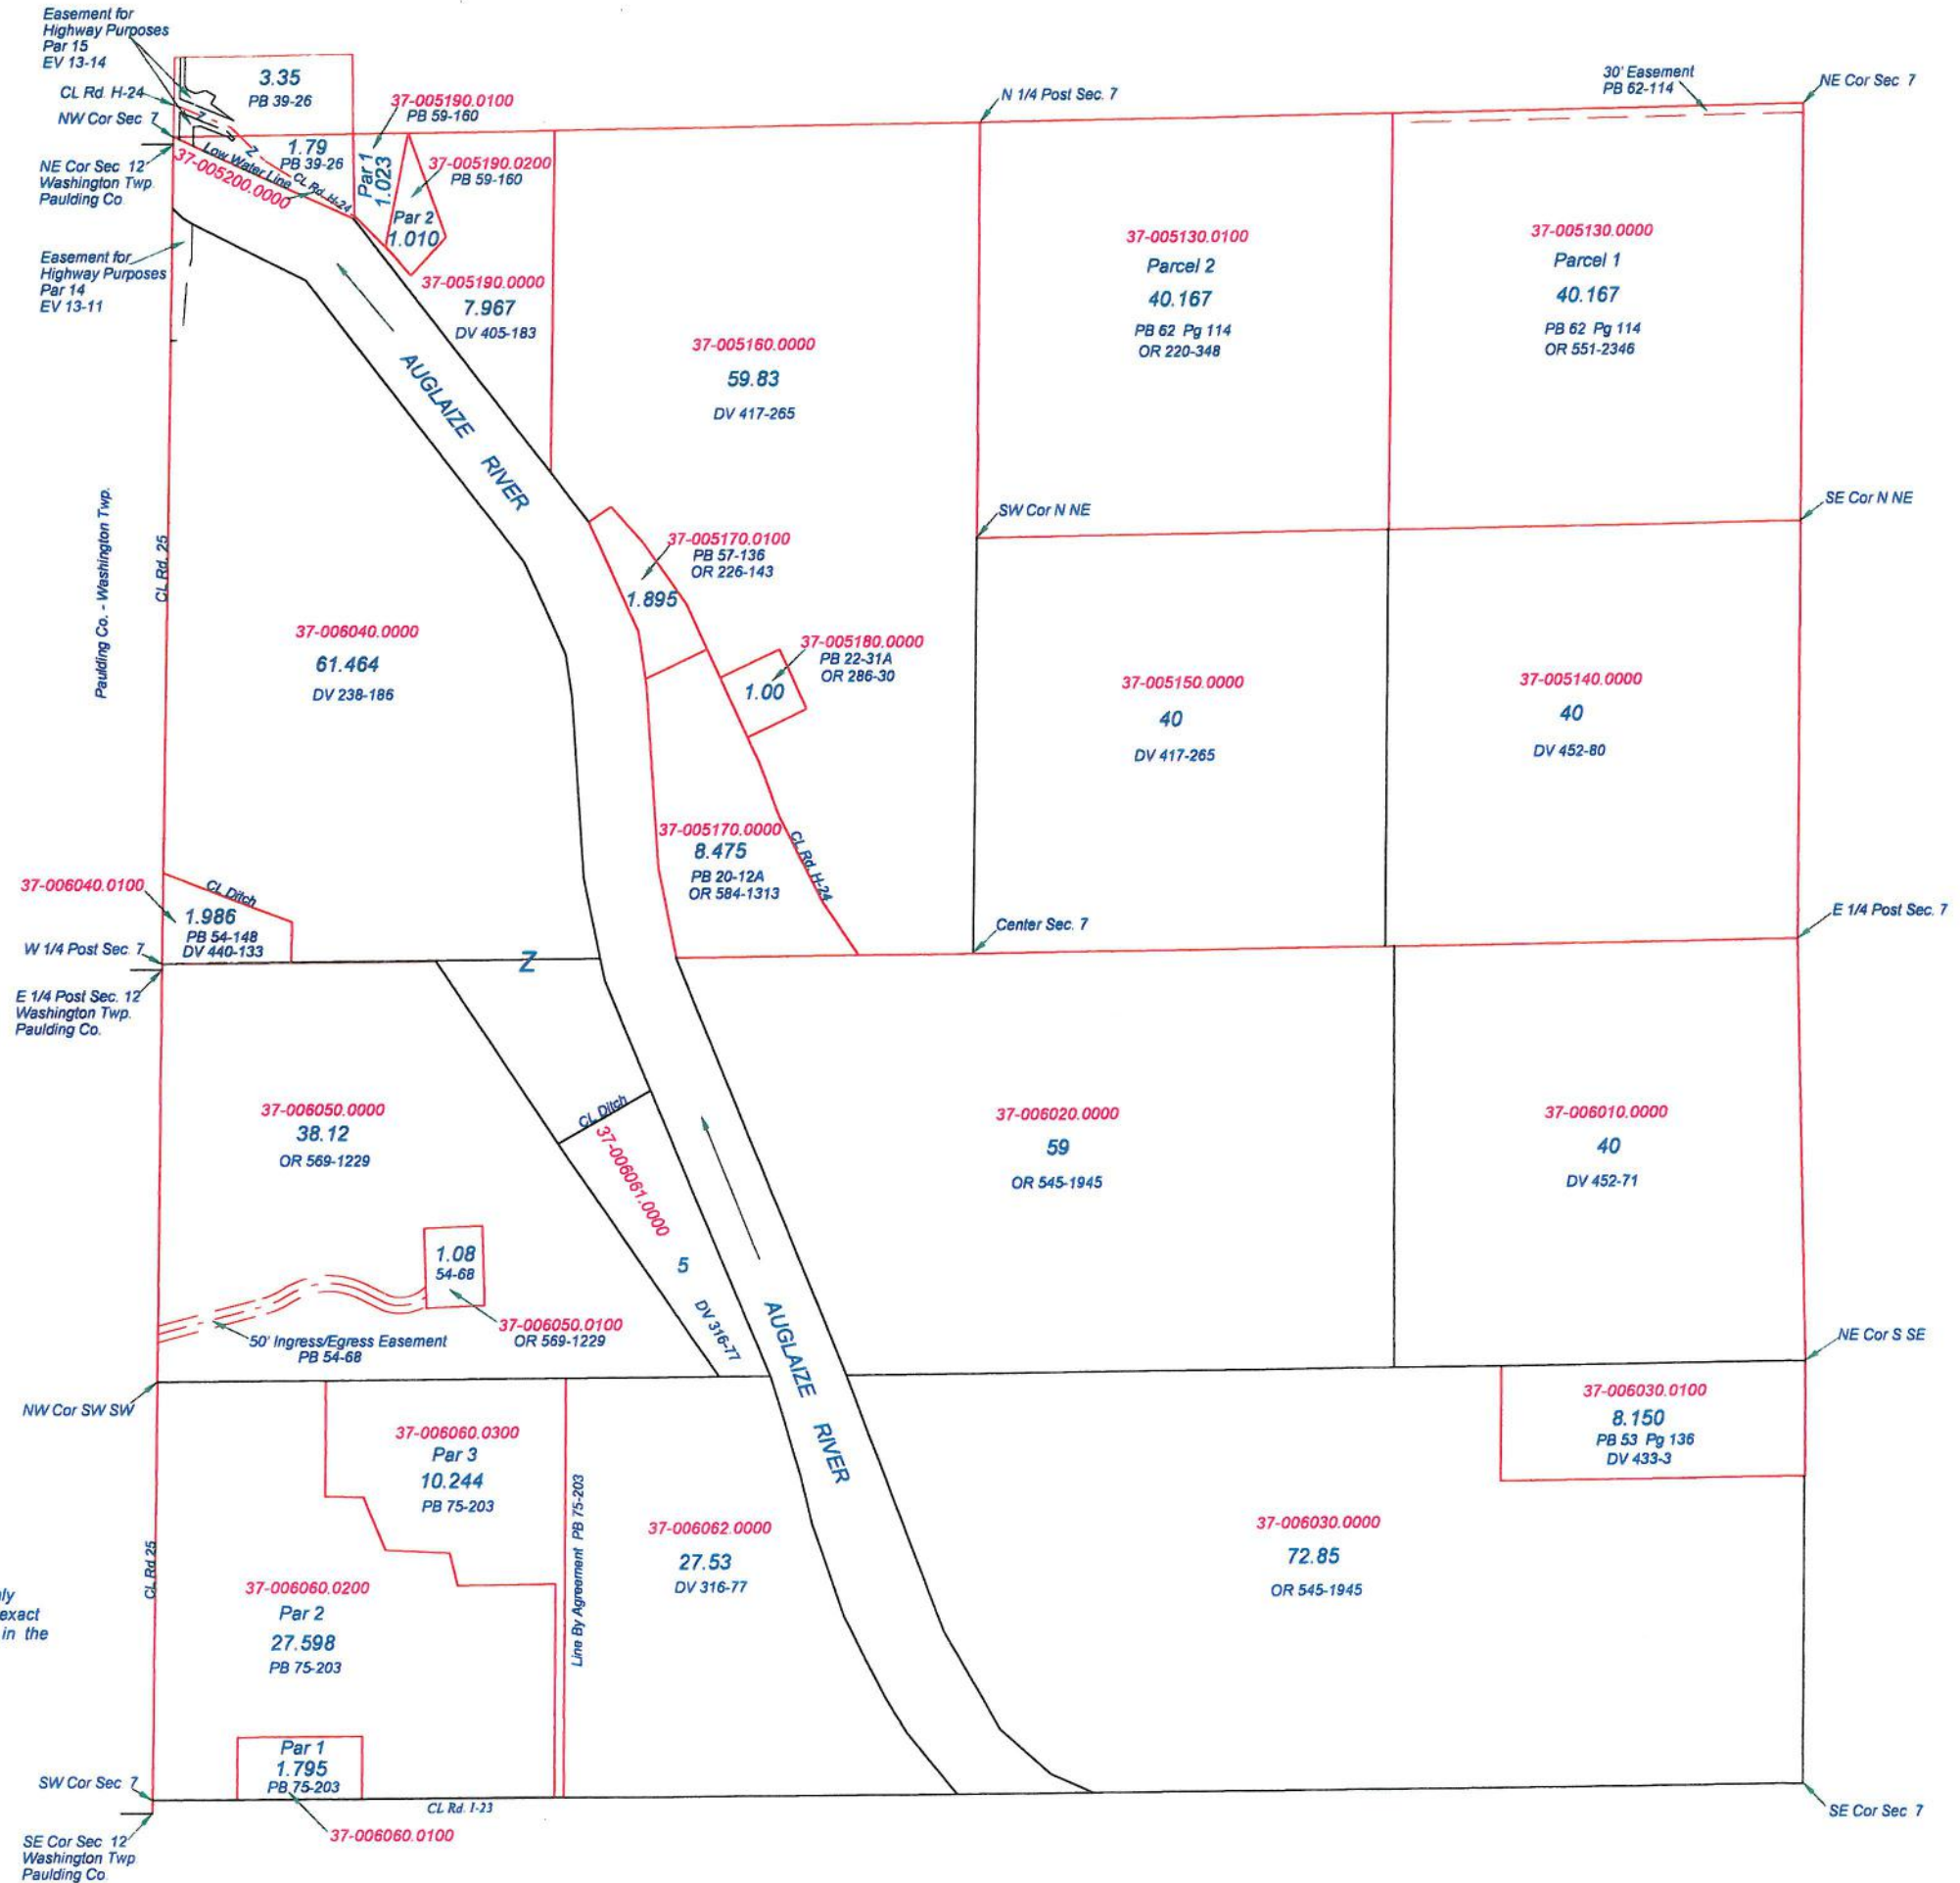 Easement for
Highway Purposes
Par 15
EV 13-14
CL Rd. H-24
NW Cor Sec 7
NE Cor Sec 12
Washington Twp.
Paulding Co.
Easement for
Highway Purposes
Par 14
EV 13-11
3.35
PB 39-26
1.79
PB 39-26
Low Water Line
CL Rd. H-24
37-005200.0000
Z
37-005190.0100
PB 59-160
Par 1
1.023
37-005190.0200
PB 59-160
Par 2
1.010
37-005190.0000
7.967
DV 405-183
N 1/4 Post Sec. 7
30' Easement
PB 62-114
NE Cor Sec 7
37-005160.0000
59.83
DV 417-265
37-005130.0100
Parcel 2
40.167
PB 62 Pg 114
OR 220-348
37-005130.0000
Parcel 1
40.167
PB 62 Pg 114
OR 551-2346
AUGLAIZE RIVER
SW Cor N NE
SE Cor N NE
Paulding Co. - Washington Twp.
CL Rd. 25
37-006040.0000
61.464
DV 238-186
37-005170.0100
PB 57-136
OR 226-143
1.895
37-005180.0000
PB 22-31A
OR 286-30
1.00
37-005150.0000
40
DV 417-265
37-005140.0000
40
DV 452-80
37-005170.0000
8.475
PB 20-12A
OR 584-1313
CL Rd. H-24
37-006040.0100
CL Ditch
1.986
PB 54-148
DV 440-133
W 1/4 Post Sec. 7
E 1/4 Post Sec. 12
Washington Twp.
Paulding Co.
Z
Center Sec. 7
E 1/4 Post Sec. 7
37-006050.0000
38.12
OR 569-1229
CL Ditch
37-006061.0000
5
DV 316-77
37-006020.0000
59
OR 545-1945
37-006010.0000
40
DV 452-71
1.08
54-68
37-006050.0100
OR 569-1229
50' Ingress/Egress Easement
PB 54-68
AUGLAIZE RIVER
NE Cor S SE
NW Cor SW SW
37-006060.0300
Par 3
10.244
PB 75-203
Line By Agreement PB 75-203
37-006062.0000
27.53
DV 316-77
37-006030.0100
8.150
PB 53 Pg 136
DV 433-3
37-006030.0000
72.85
OR 545-1945
CL Rd 25
ly
exact
in the
37-006060.0200
Par 2
27.598
PB 75-203
Par 1
1.795
PB 75-203
SW Cor Sec 7
CL Rd. I-23
37-006060.0100
SE Cor Sec 12
Washington Twp
Paulding Co.
SE Cor Sec 7